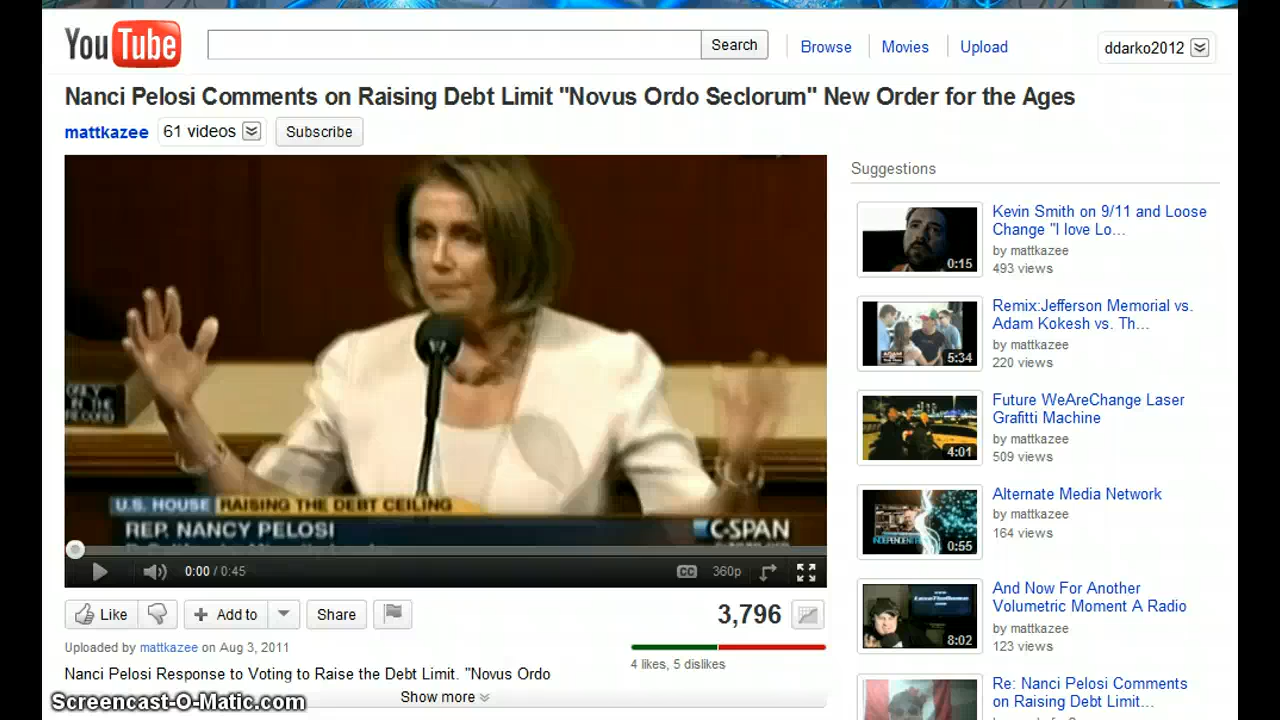 YouTube
Search
Browse
Movies
Upload
ddarko2012
Nanci Pelosi Comments on Raising Debt Limit "Novus Ordo Seclorum" New Order for the Ages
mattkazee
61 videos
Subscribe
U.S. HOUSE RAISING THE DEBT CEILING
REP. NANCY PELOSI
C-SPAN
0:00 / 0:45
CC
360p
Like
Add to
Share
3,796
Uploaded by mattkazee on Aug 3, 2011
4 likes, 5 dislikes
Nanci Pelosi Response to Voting to Raise the Debt Limit. "Novus Ordo
Show more
Screencast-O-Matic.com
Suggestions
0:15
Kevin Smith on 9/11 and Loose
Change "I love Lo...
by mattkazee
493 views
5:34
Remix:Jefferson Memorial vs.
Adam Kokesh vs. Th...
by mattkazee
220 views
4:01
Future WeAreChange Laser
Grafitti Machine
by mattkazee
509 views
0:55
Alternate Media Network
by mattkazee
164 views
8:02
And Now For Another
Volumetric Moment A Radio
by mattkazee
123 views
Re: Nanci Pelosi Comments
on Raising Debt Limit...